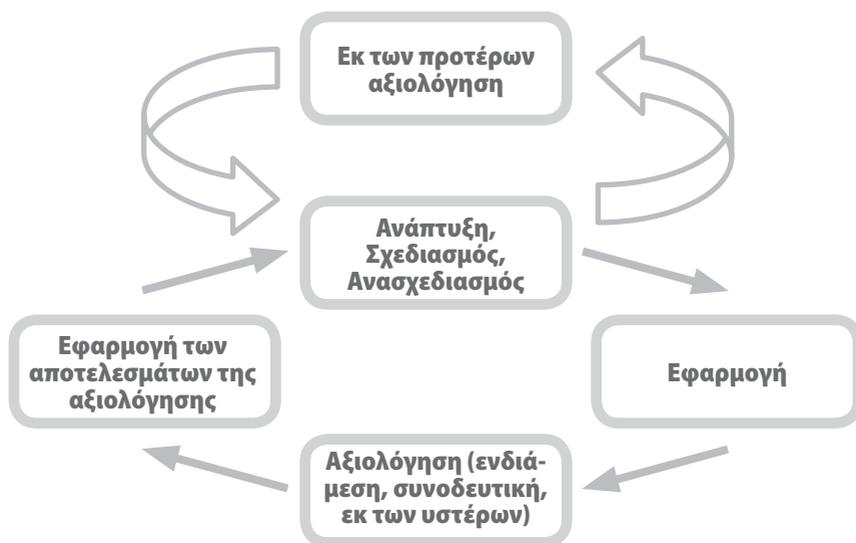 Εκ των προτέρων
αξιολόγηση
Ανάπτυξη,
Σχεδιασμός,
Ανασχεδιασμός
Εφαρμογή των
αποτελεσμάτων της
αξιολόγησης
Εφαρμογή
Αξιολόγηση (ενδιά-
μεση, συνοδευτική,
εκ των υστέρων)